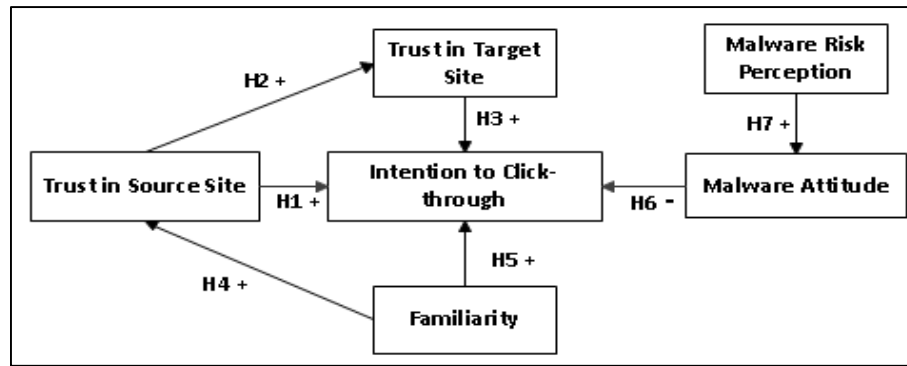 Trust in Target
Site
Malware Risk
Perception
H2 +
H3 +
H7 +
Trust in Source Site
H1 +
Intention to Click-
through
H6 -
Malware Attitude
H4 +
H5 +
Familiarity